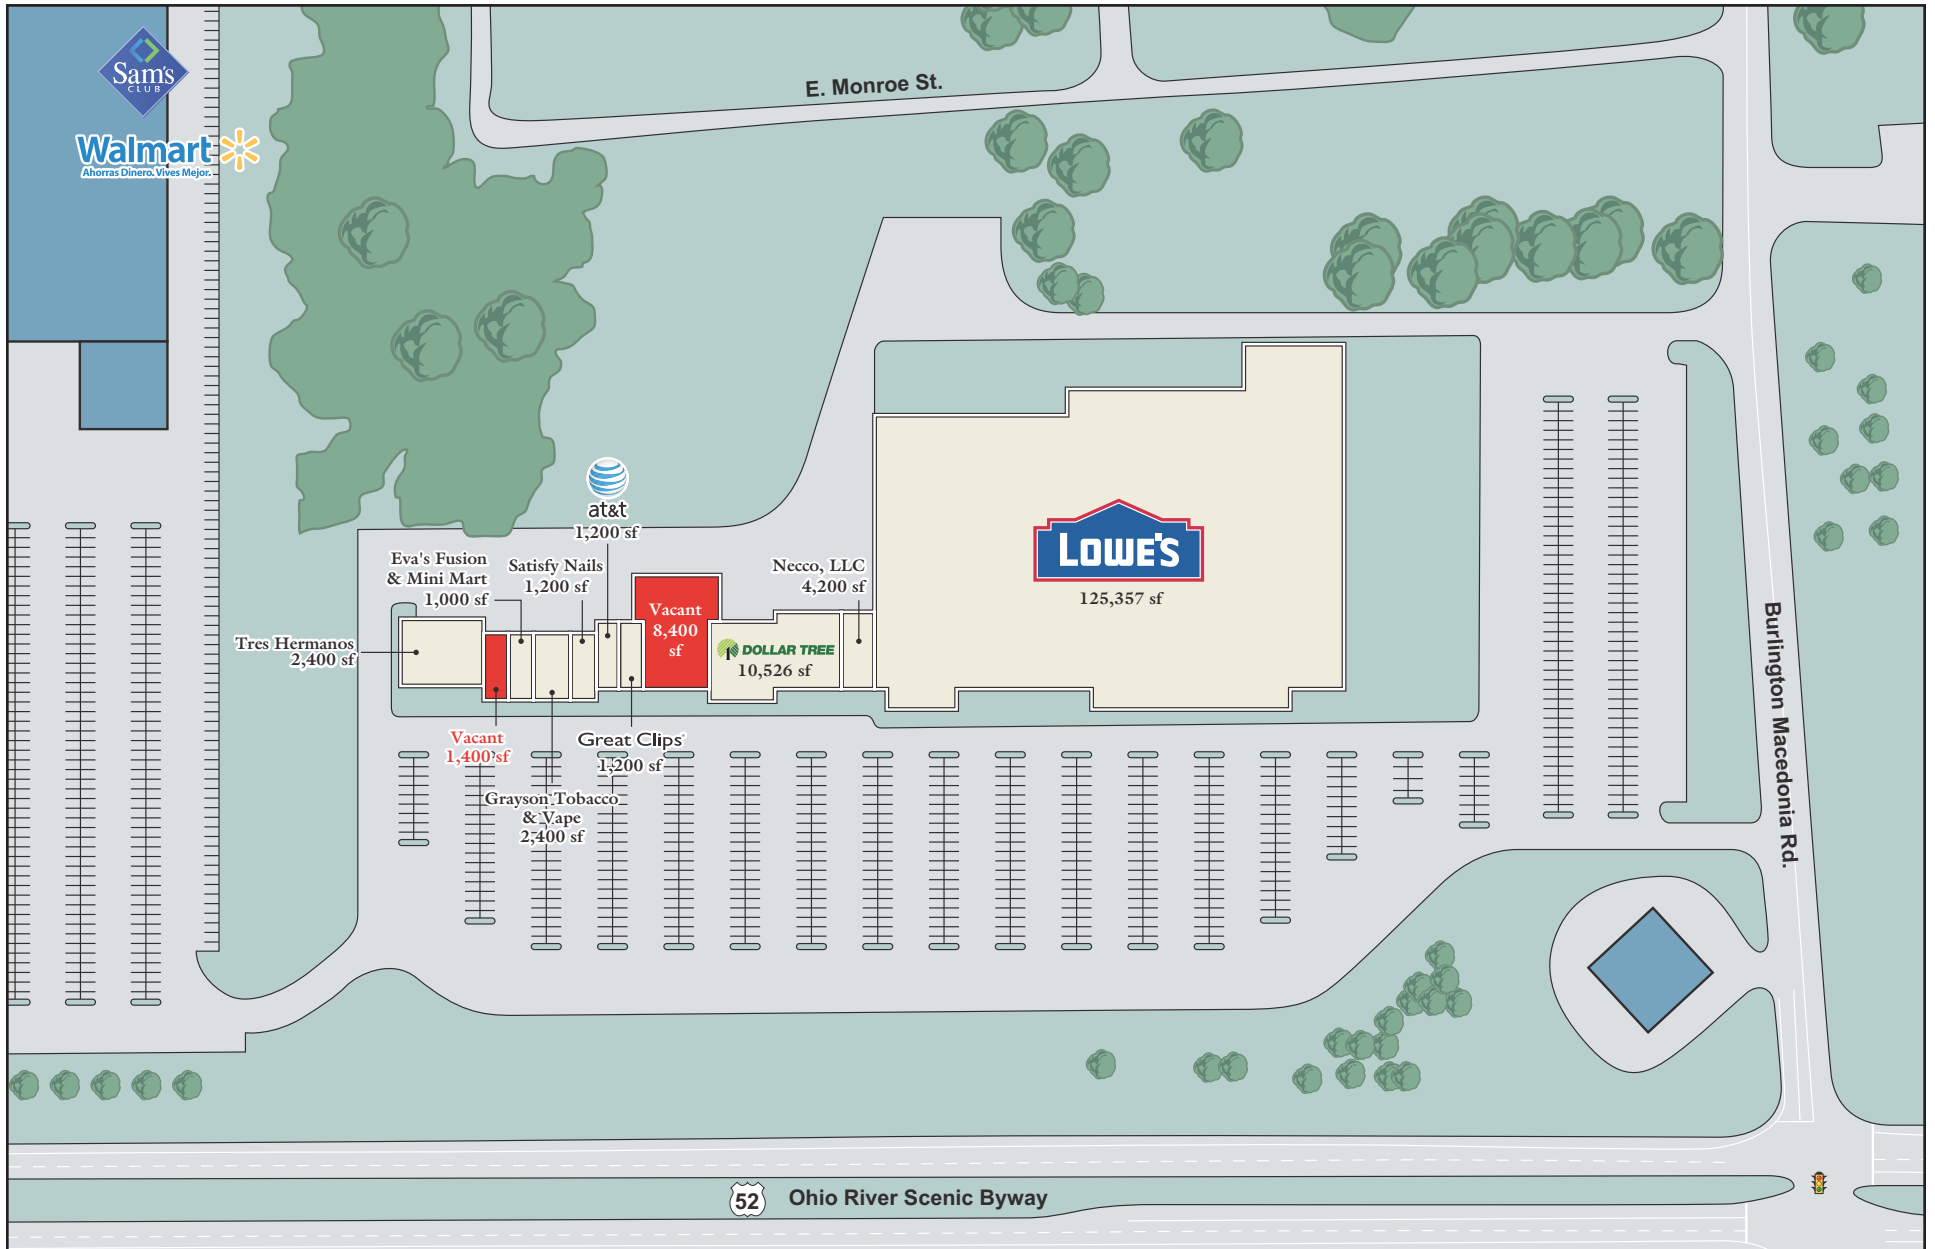 Sam's
CLUB
Walmart
Ahorras Dinero. Vives Mejor.
E. Monroe St.
at&t
1,200 sf
Eva's Fusion
& Mini Mart
1,000 sf
Satisfy Nails
1,200 sf
Necco, LLC
4,200 sf
LOWE'S
125,357 sf
Vacant
8,400
sf
Tres Hermanos
2,400 sf
DOLLAR TREE
10,526 sf
Vacant
1,400 sf
Great Clips
1,200 sf
Grayson Tobacco
& Vape
2,400 sf
Burlington Macedonia Rd.
52
Ohio River Scenic Byway